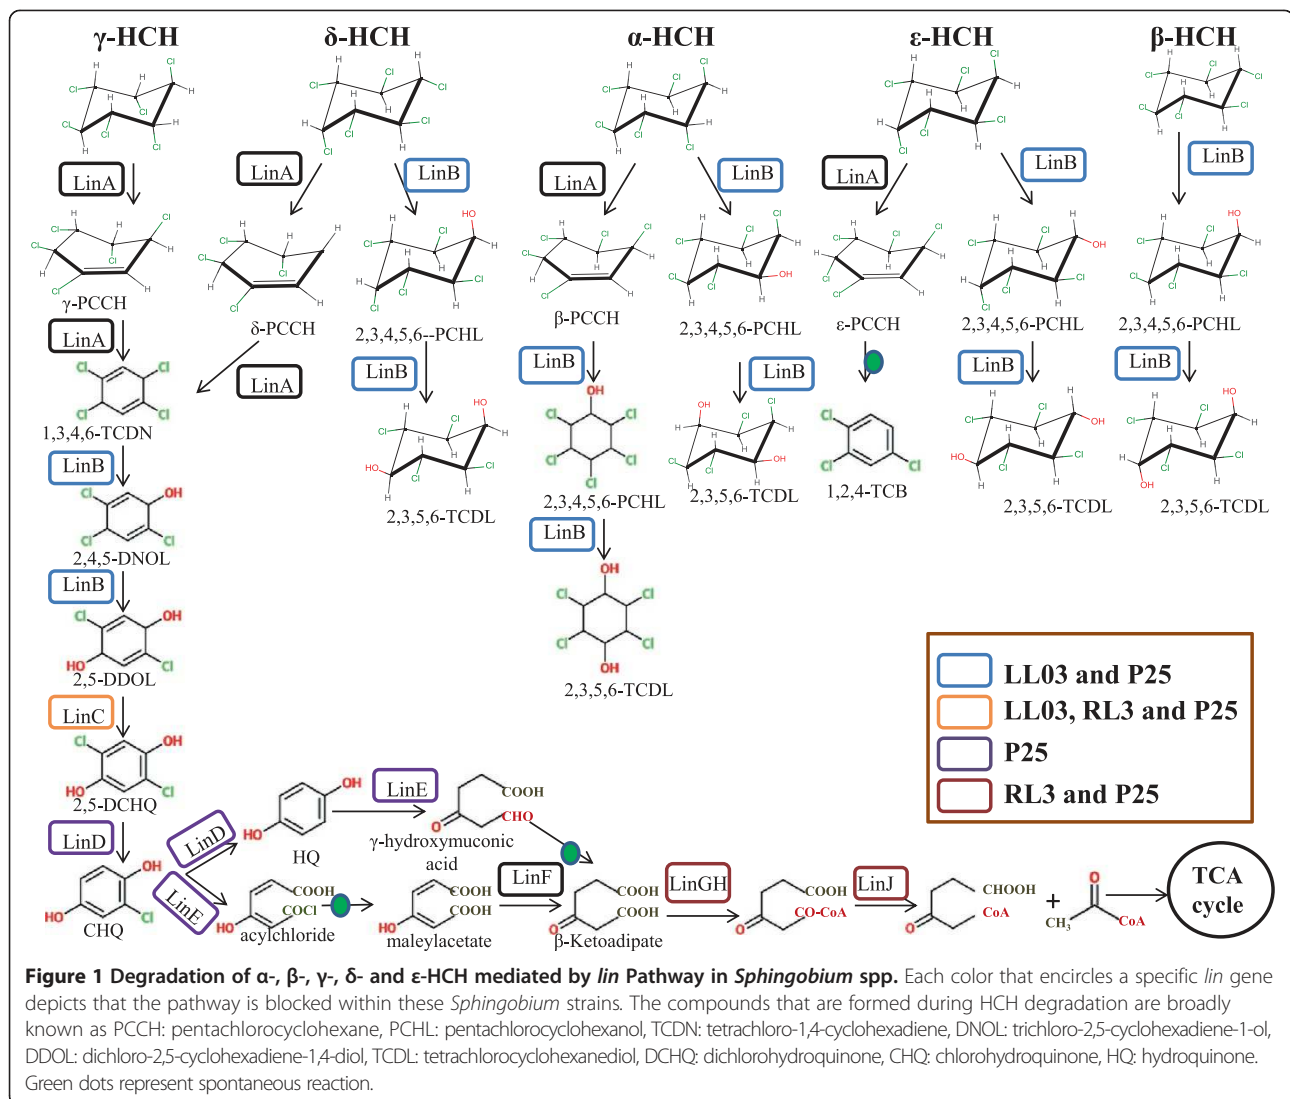 γ-HCH
δ-HCH
α-HCH
ε-HCH
β-HCH
LinA
LinA
LinB
LinA
LinB
LinA
LinB
LinB
γ-PCCH
δ-PCCH
2,3,4,5,6--PCHL
β-PCCH
2,3,4,5,6-PCHL
ε-PCCH
2,3,4,5,6-PCHL
2,3,4,5,6-PCHL
LinA
LinA
LinB
LinB
LinB
LinB
LinB
1,3,4,6-TCDN
2,3,5,6-TCDL
2,3,4,5,6-PCHL
2,3,5,6-TCDL
1,2,4-TCB
2,3,5,6-TCDL
2,3,5,6-TCDL
LinB
2,4,5-DNOL
LinB
LinB
2,5-DDOL
2,3,5,6-TCDL
LinC
2,5-DCHQ
LL03 and P25
LL03, RL3 and P25
P25
RL3 and P25
LinD
LinD
HQ
LinE
γ-hydroxymuconic
acid
LinE
CHQ
acylchloride
maleylacetate
LinF
β-Ketoadipate
LinGH
LinJ
COOH
CHO
COOH
COCl
COOH
COOH
COOH
COOH
COOH
CO-CoA
CHOOH
CoA
+
CH₃
CoA
TCA
cycle
Figure 1 Degradation of α-, β-, γ-, δ- and ε-HCH mediated by lin Pathway in Sphingobium spp. Each color that encircles a specific lin gene
depicts that the pathway is blocked within these Sphingobium strains. The compounds that are formed during HCH degradation are broadly
known as PCCH: pentachlorocyclohexane, PCHL: pentachlorocyclohexanol, TCDN: tetrachloro-1,4-cyclohexadiene, DNOL: trichloro-2,5-cyclohexadiene-1-ol,
DDOL: dichloro-2,5-cyclohexadiene-1,4-diol, TCDL: tetrachlorocyclohexanediol, DCHQ: dichlorohydroquinone, CHQ: chlorohydroquinone, HQ: hydroquinone.
Green dots represent spontaneous reaction.